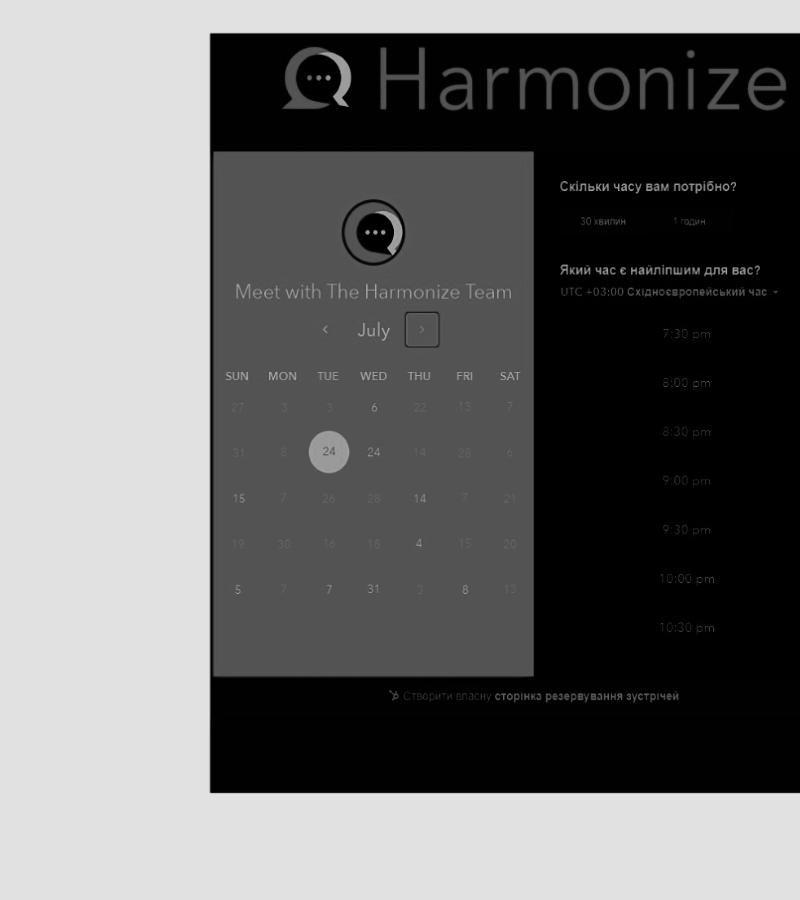 Harmonize
Meet with The Harmonize Team
July
SUN MON TUE WED THU FRI SAT
27 3 3 6 22 13 7
31 8 24 24 14 28 6
15 7 26 28 14 7 21
19 30 16 18 4 15 20
5 7 7 31 3 8 13
Скільки часу вам потрібно?
30 хвилин 1 годин
Який час є найліпшим для вас?
UTC +03:00 Східноєвропейський час
7:30 pm
8:00 pm
8:30 pm
9:00 pm
9:30 pm
10:00 pm
10:30 pm
Створити власну сторінка резервування зустрічей